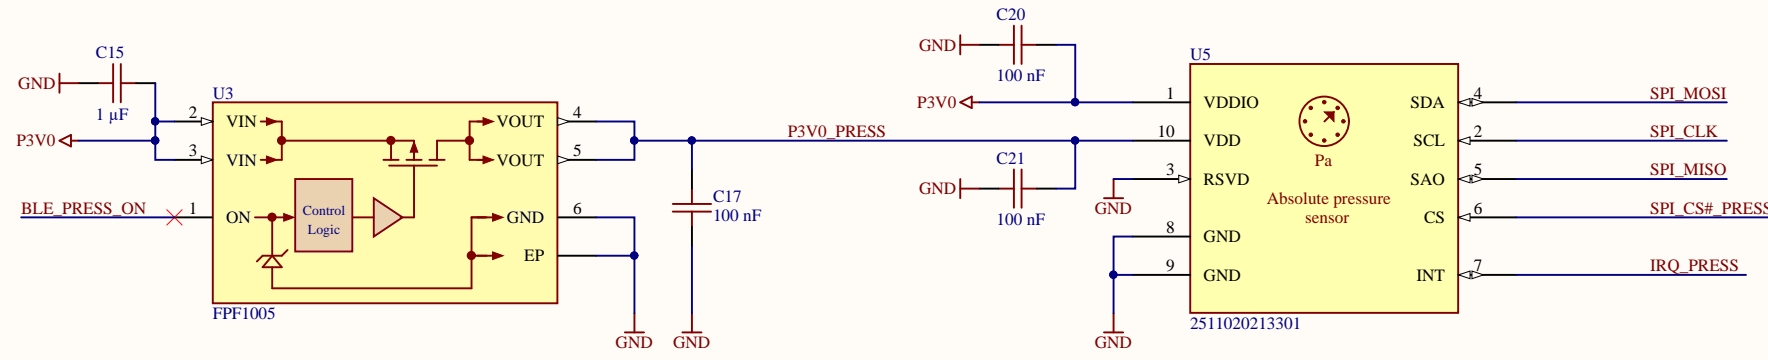 C15
GND
1 µF
P3V0
U3
2
VIN
3
VIN
BLE_PRESS_ON
1
ON
Control
Logic
VOUT
4
VOUT
5
GND
6
EP
FPF1005
GND
C17
100 nF
GND
P3V0_PRESS
C20
GND
100 nF
P3V0
C21
GND
100 nF
U5
1
VDDIO
10
VDD
3
RSVD
GND
8
GND
9
GND
GND
Pa
Absolute pressure
sensor
SDA
4
SPI_MOSI
SCL
2
SPI_CLK
SAO
5
SPI_MISO
CS
6
SPI_CS#_PRESS
INT
7
IRQ_PRESS
2511020213301